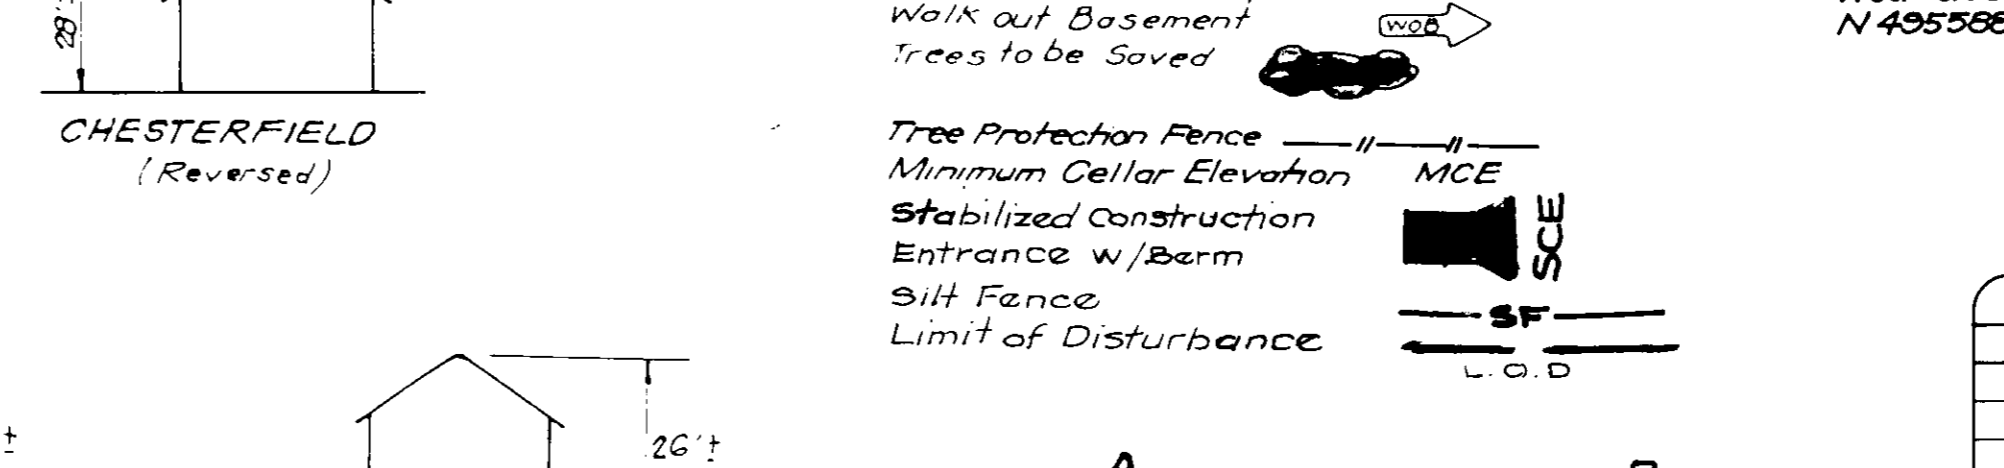 28'±
CHESTERFIELD
(Reversed)
±
26'±
Walk out Basement WOB
Trees to be Saved
Tree Protection Fence
Minimum Cellar Elevation MCE
Stabilized Construction
Entrance w/Berm SCE
Silt Fence SF
Limit of Disturbance
L.O.D
N 495588